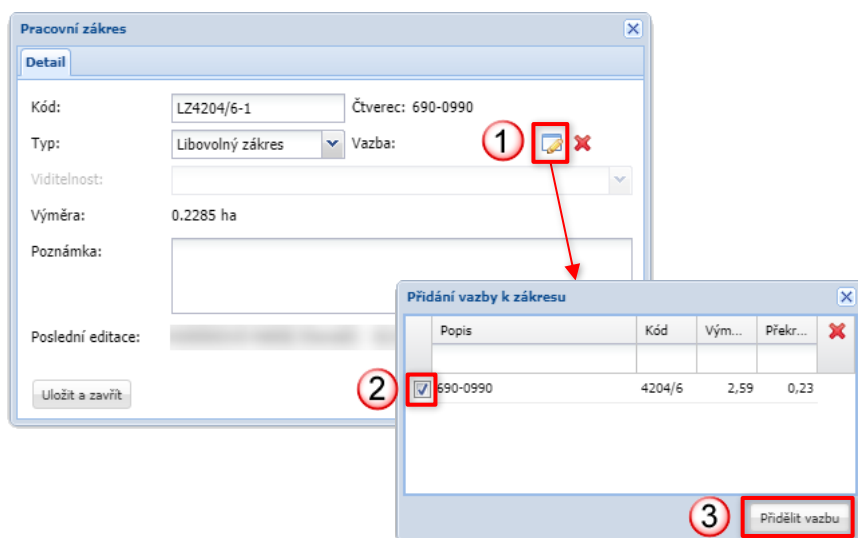 Pracovní zákres
Detail
Kód: LZ4204/6-1 Čtverec: 690-0990
Typ: Libovolný zákres Vazba: 1
Viditelnost:
Výměra: 0.2285 ha
Poznámka:
Poslední editace:
Uložit a zavřít
Přidání vazby k zákresu
Popis Kód Vým... Překr...
2 690-0990 4204/6 2,59 0,23
3 Přidělit vazbu